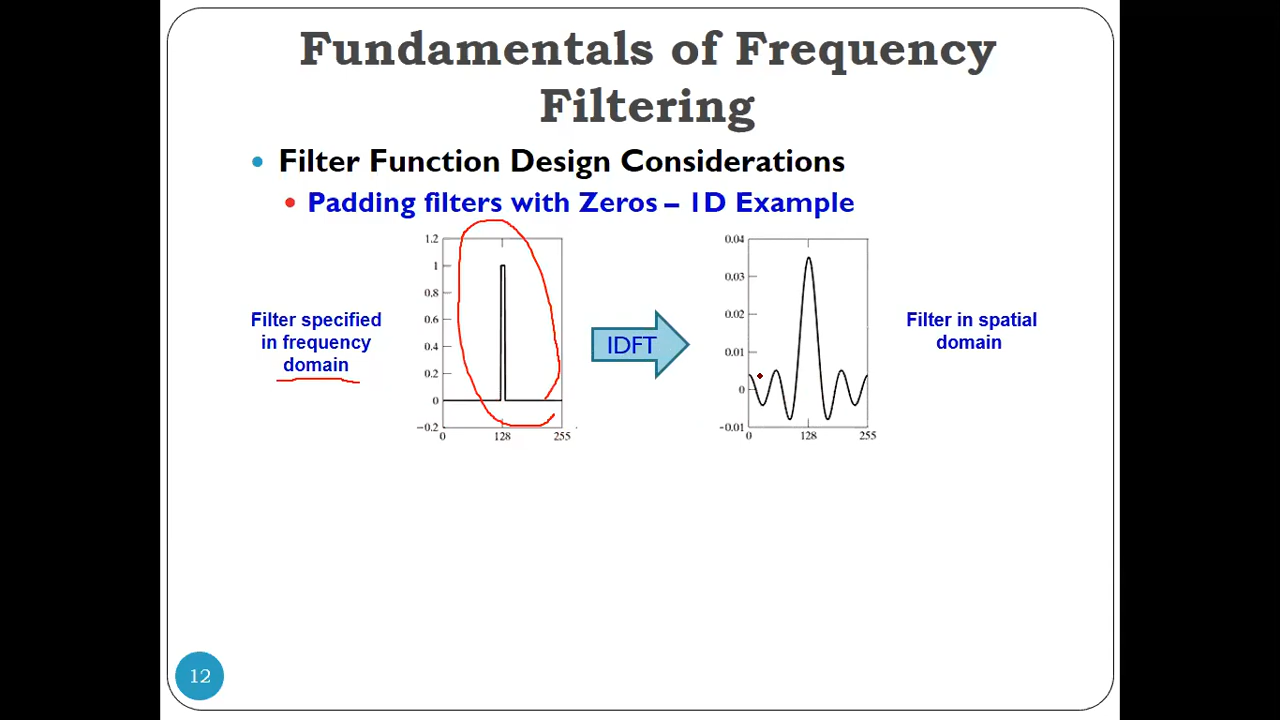 Fundamentals of Frequency
Filtering
• Filter Function Design Considerations
• Padding filters with Zeros – 1D Example
Filter specified
in frequency
domain
1.2
1
0.8
0.6
0.4
0.2
0
−0.2
0 128 255
IDFT
0.04
0.03
0.02
0.01
0
−0.01
0 128 255
Filter in spatial
domain
12